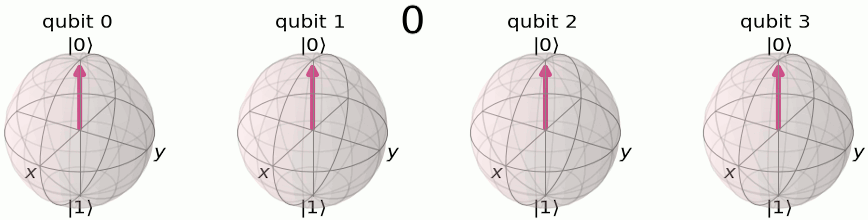 qubit 0
qubit 1
0
qubit 2
qubit 3
|0⟩
|0⟩
|0⟩
|0⟩
x
y
x
y
x
y
x
y
|1⟩
|1⟩
|1⟩
|1⟩